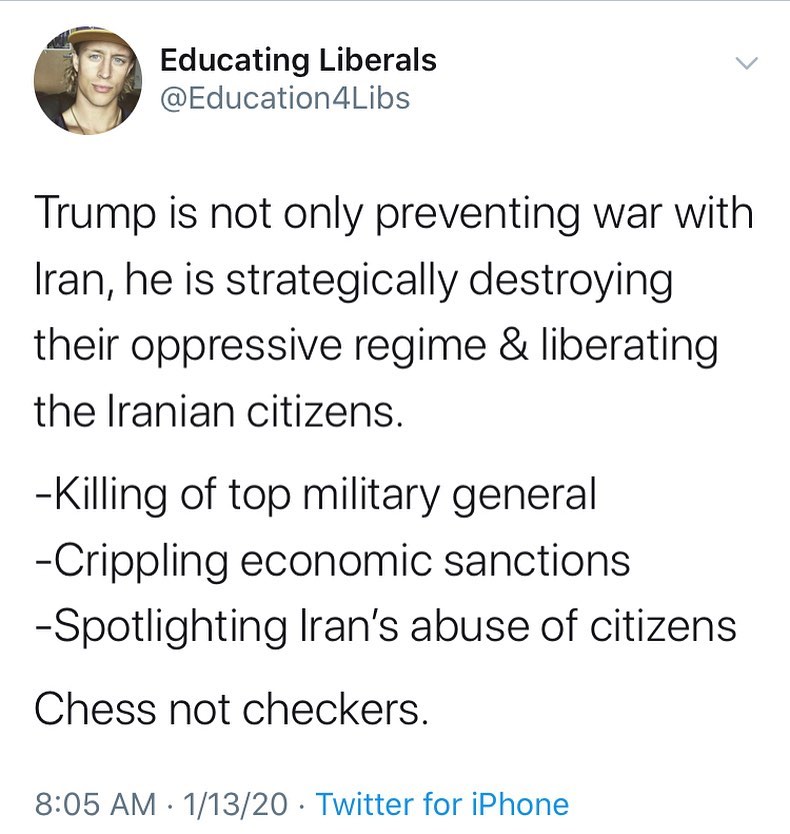 Educating Liberals
@Education4Libs
Trump is not only preventing war with
Iran, he is strategically destroying
their oppressive regime & liberating
the Iranian citizens.
-Killing of top military general
-Crippling economic sanctions
-Spotlighting Iran's abuse of citizens
Chess not checkers.
8:05 AM · 1/13/20 · Twitter for iPhone